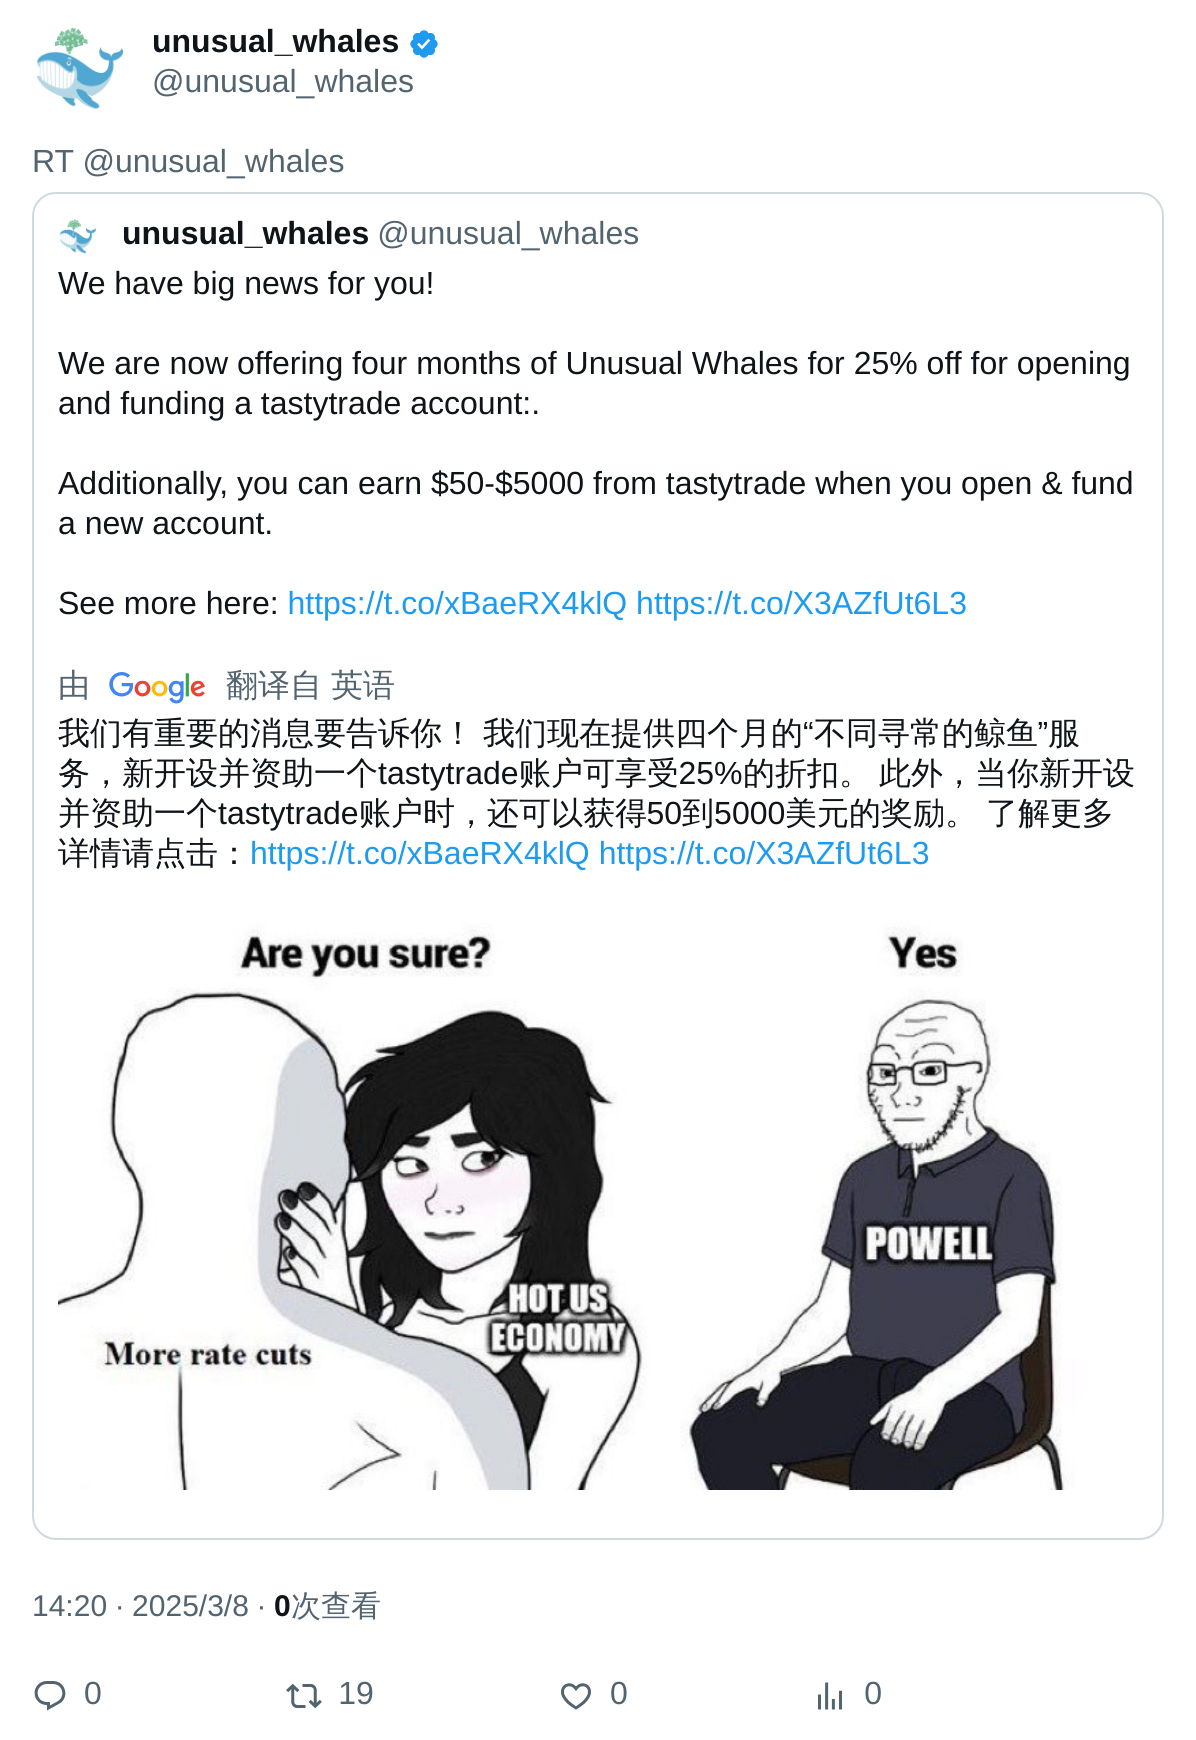 unusual_whales
@unusual_whales
RT @unusual_whales
unusual_whales @unusual_whales
We have big news for you!
We are now offering four months of Unusual Whales for 25% off for opening
and funding a tastytrade account:.
Additionally, you can earn $50-$5000 from tastytrade when you open & fund
a new account.
See more here: https://t.co/xBaeRX4klQ https://t.co/X3AZfUt6L3
由 Google 翻译自 英语
我们有重要的消息要告诉你！ 我们现在提供四个月的“不同寻常的鲸鱼”服
务，新开设并资助一个tastytrade账户可享受25%的折扣。 此外，当你新开设
并资助一个tastytrade账户时，还可以获得50到5000美元的奖励。 了解更多
详情请点击：https://t.co/xBaeRX4klQ https://t.co/X3AZfUt6L3
Are you sure?
Yes
POWELL
HOT US
ECONOMY
More rate cuts
14:20 · 2025/3/8 · 0次查看
0 19 0 0